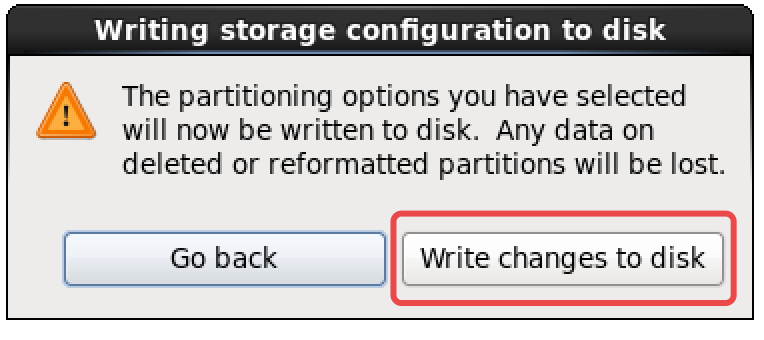 Writing storage configuration to disk
The partitioning options you have selected
will now be written to disk.  Any data on
deleted or reformatted partitions will be lost.
Go back
Write changes to disk